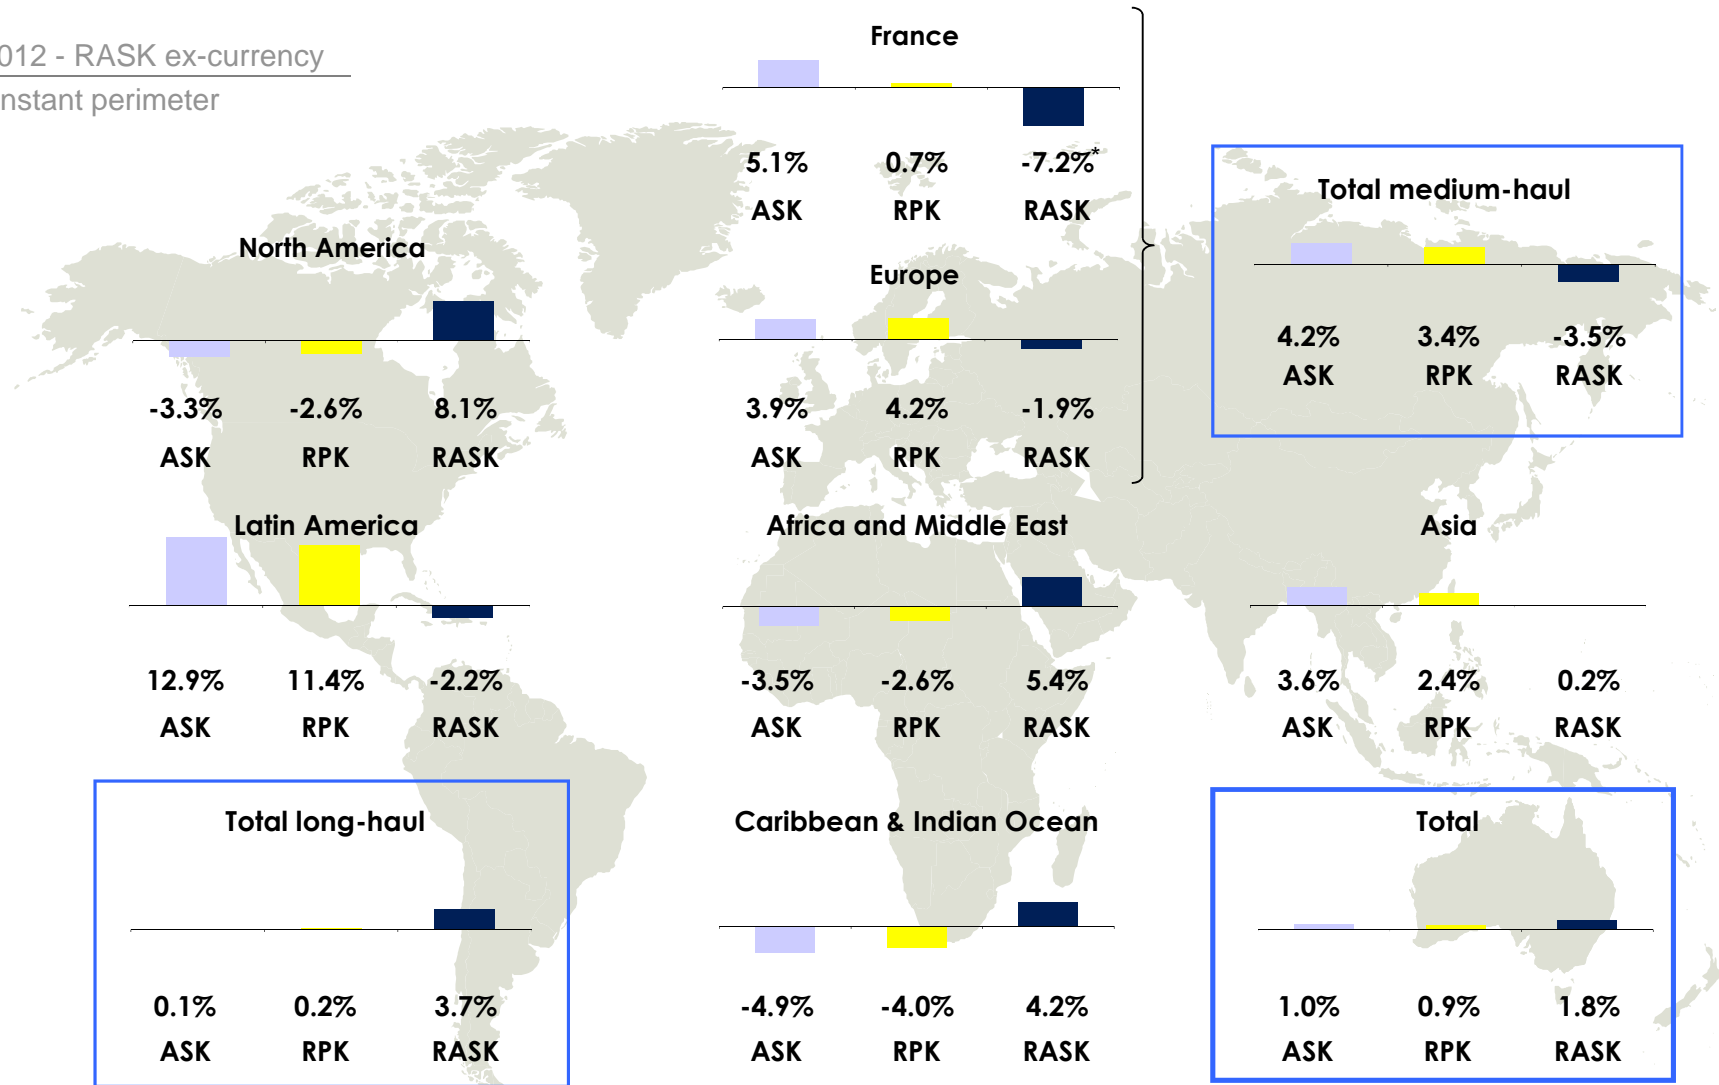 012 - RASK ex-currency
nstant perimeter
France
5.1% 0.7% -7.2%*
ASK RPK RASK
North America
-3.3% -2.6% 8.1%
ASK RPK RASK
Europe
3.9% 4.2% -1.9%
ASK RPK RASK
Total medium-haul
4.2% 3.4% -3.5%
ASK RPK RASK
Latin America
12.9% 11.4% -2.2%
ASK RPK RASK
Africa and Middle East
-3.5% -2.6% 5.4%
ASK RPK RASK
Asia
3.6% 2.4% 0.2%
ASK RPK RASK
Total long-haul
0.1% 0.2% 3.7%
ASK RPK RASK
Caribbean & Indian Ocean
-4.9% -4.0% 4.2%
ASK RPK RASK
Total
1.0% 0.9% 1.8%
ASK RPK RASK